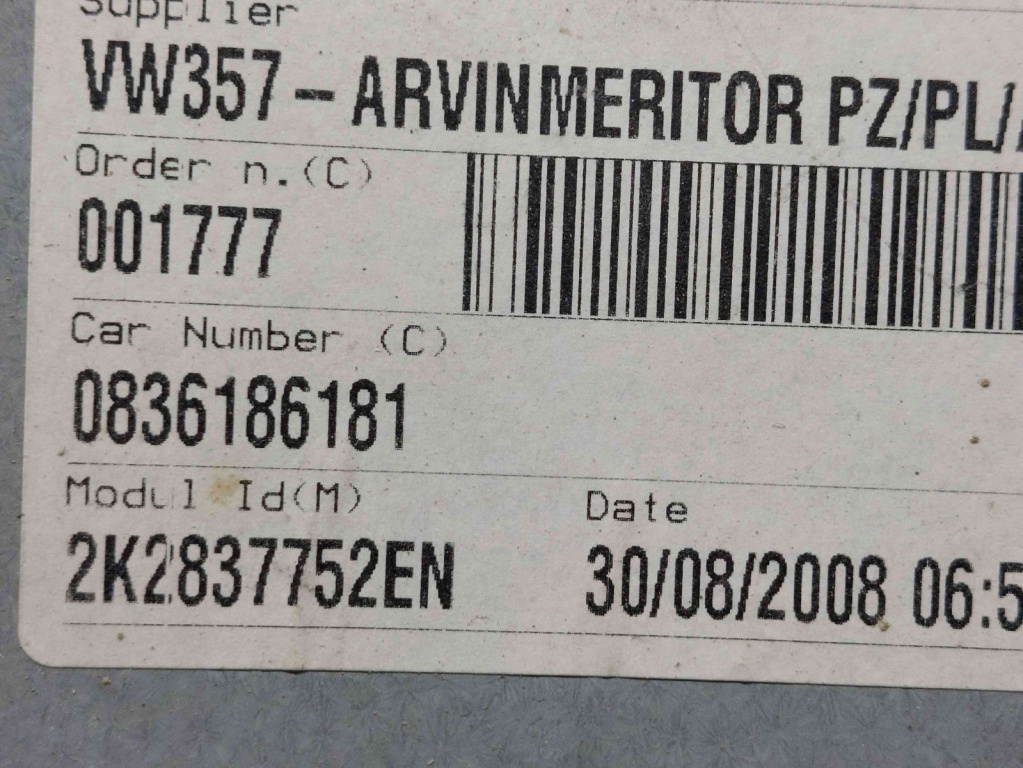 Supplier
VW357 - ARVINMERITOR PZ/PL/
Order n.(C)
001777
Car Number (C)
0836186181
Modul Id(M)
2K2837752EN
Date
30/08/2008 06:5